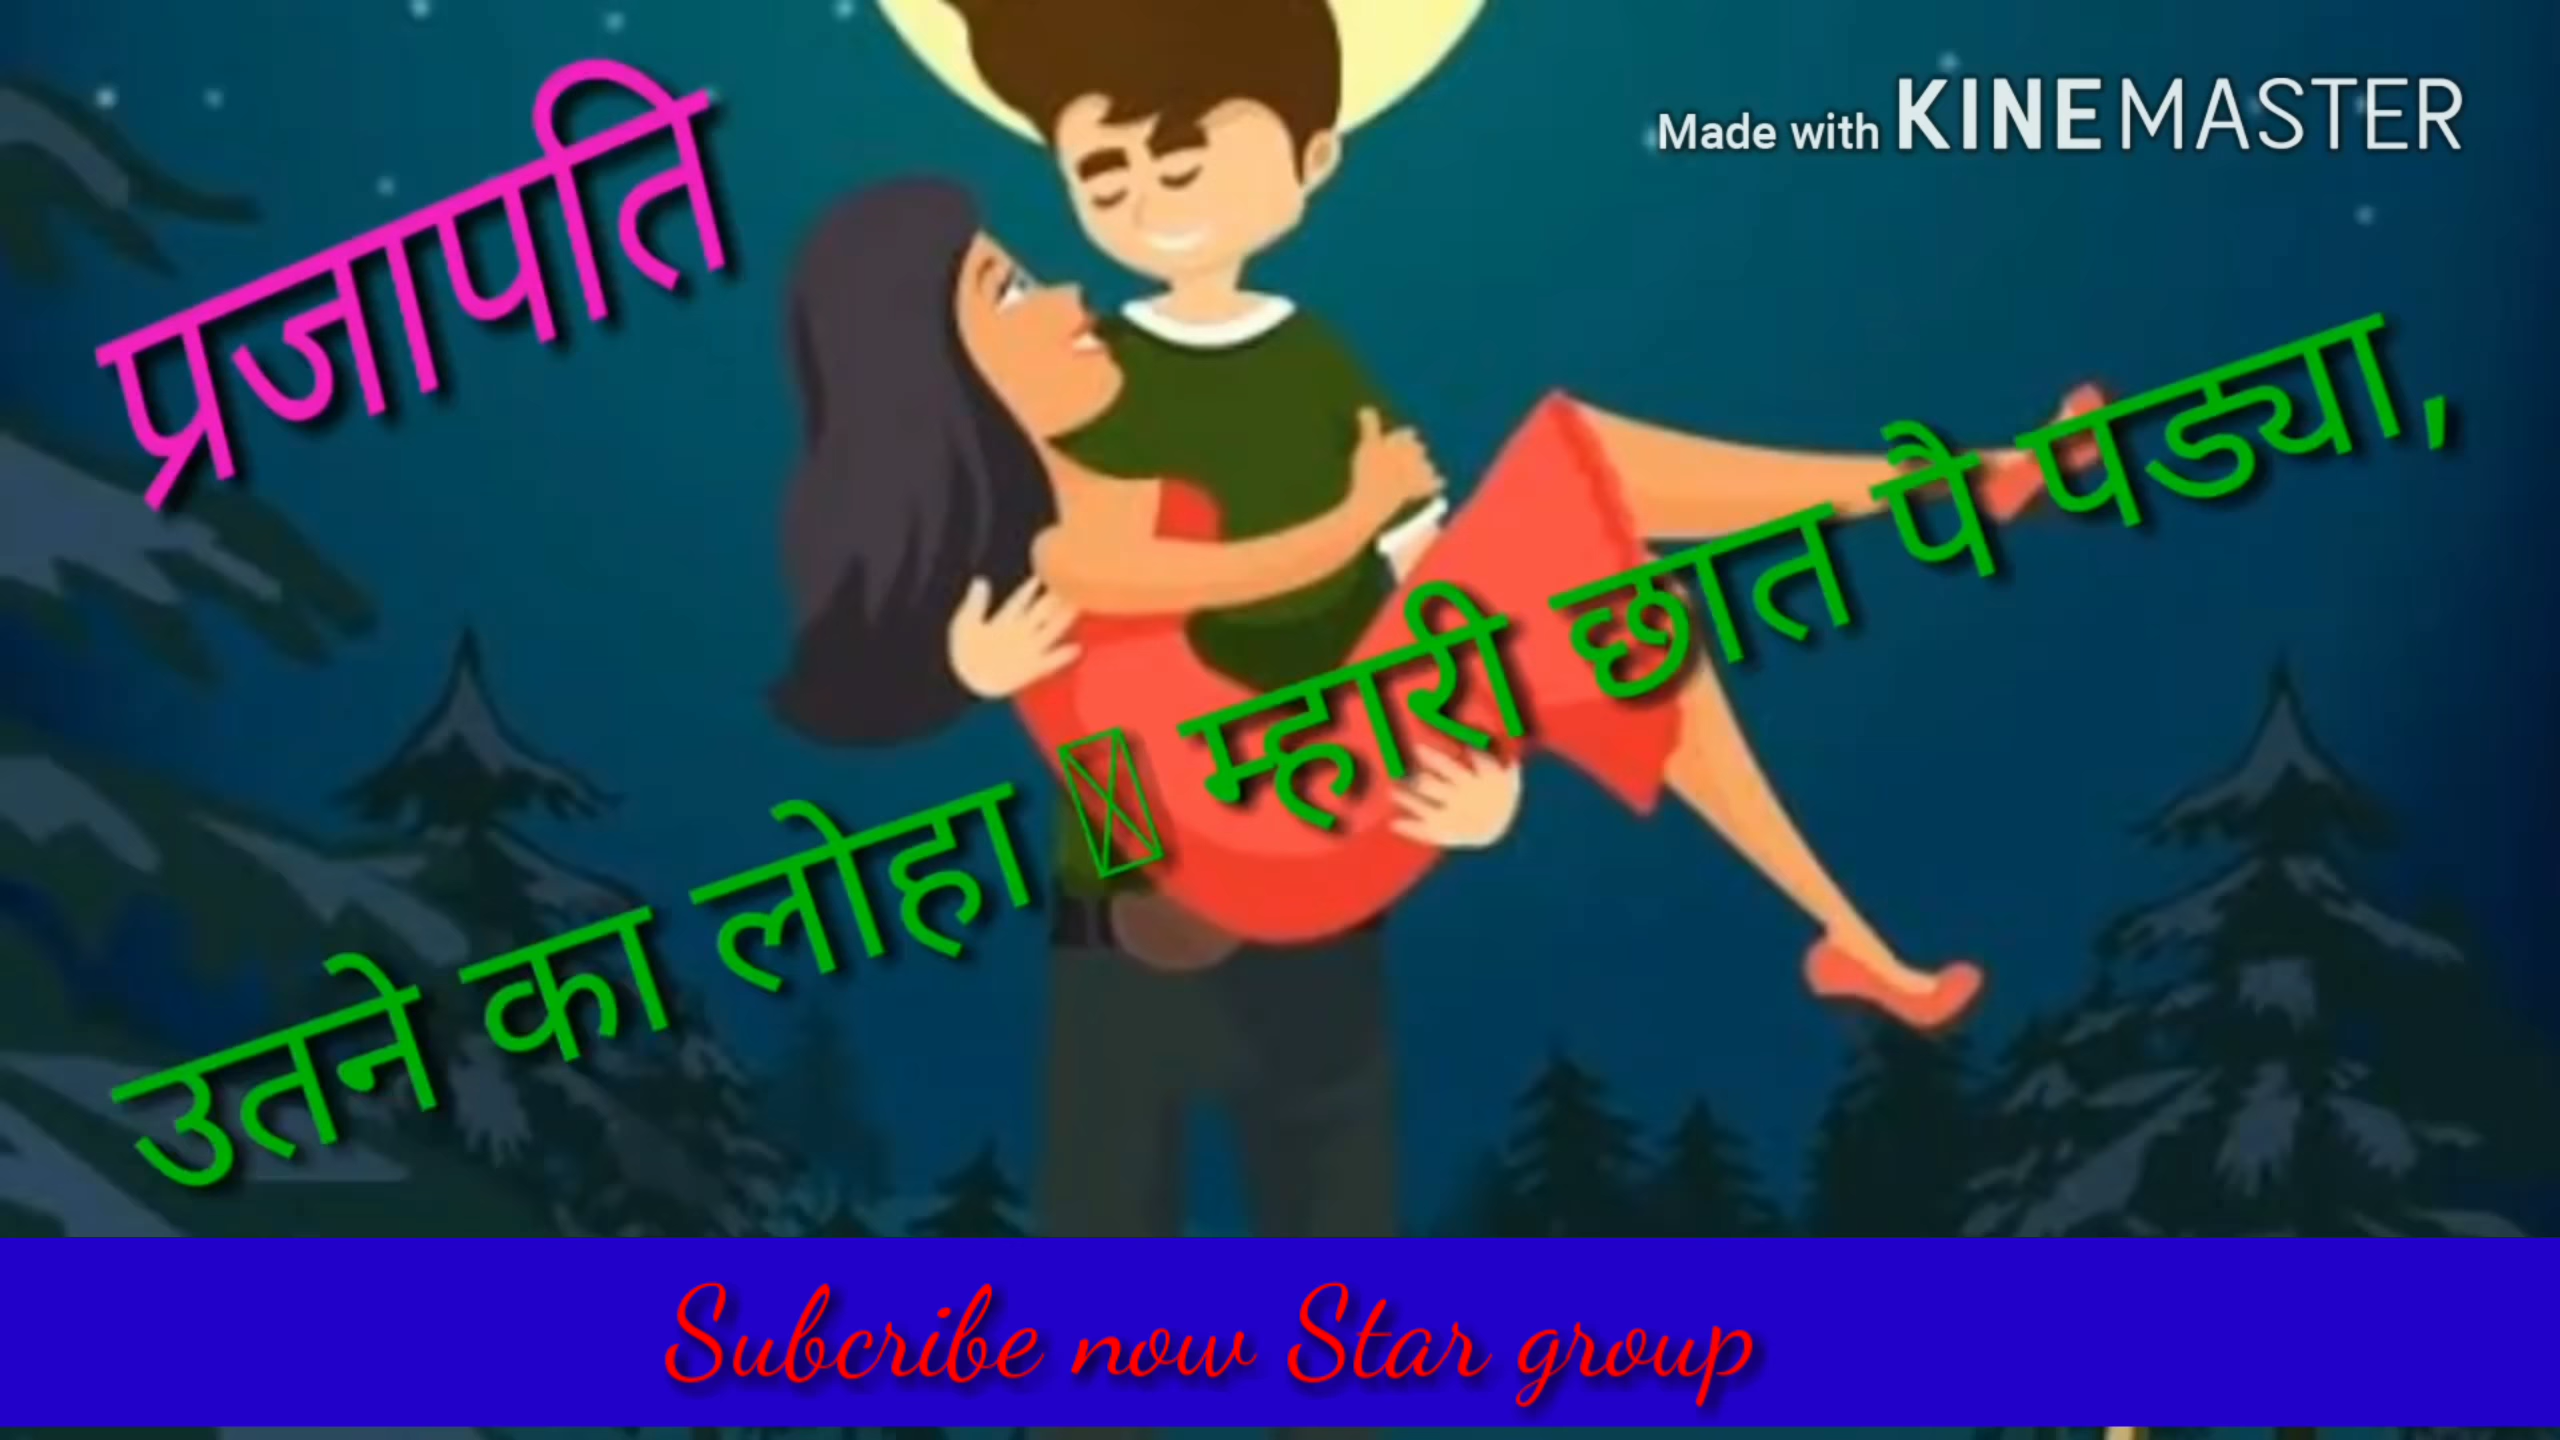 Made with KINEMASTER
प्रजापति
उतने का लोहा म्हारी छात पै पड्या,
Subcribe now Star group